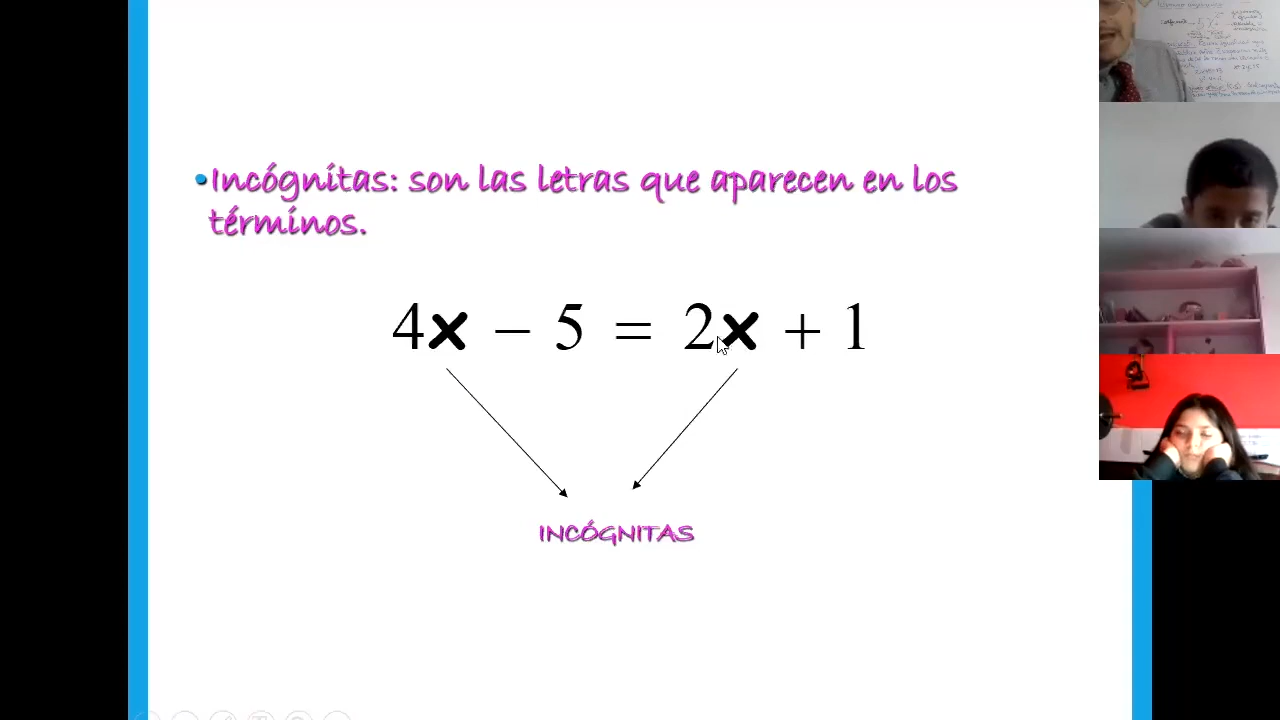 •Incógnitas: son las letras que aparecen en los
términos.
4x − 5 = 2x + 1
INCÓGNITAS